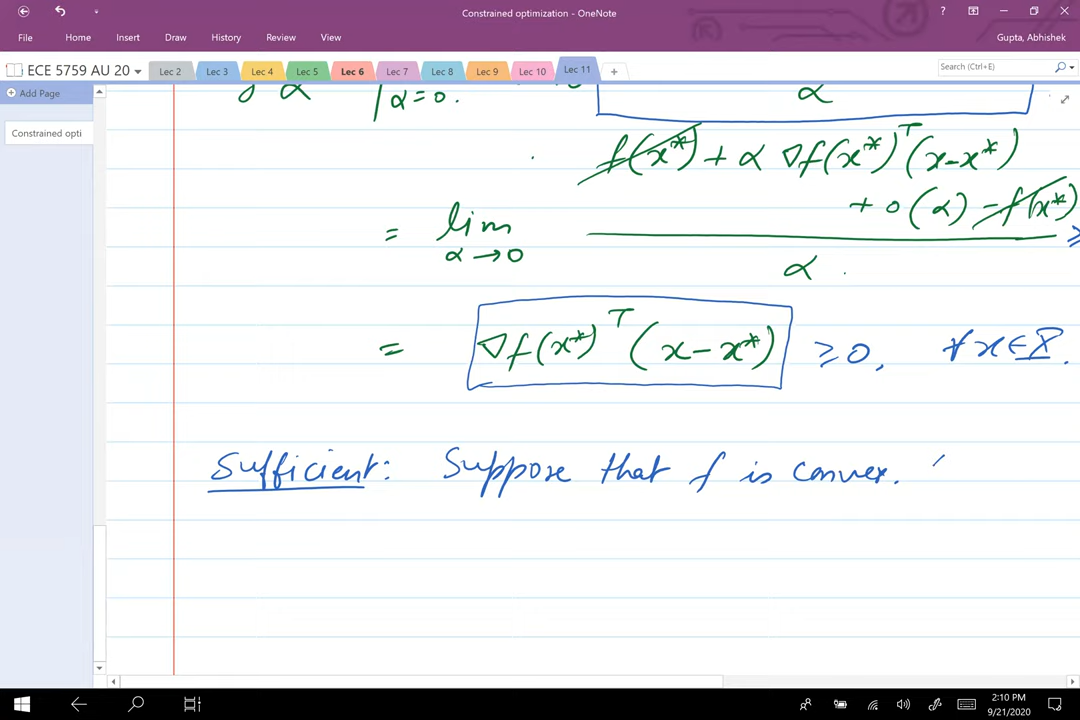 Constrained optimization - OneNote
?
Gupta, Abhishek
File Home Insert Draw History Review View
ECE 5759 AU 20
Lec 2 Lec 3 Lec 4 Lec 5 Lec 6 Lec 7 Lec 8 Lec 9 Lec 10 Lec 11 +
Search (Ctrl+E)
Add Page
Constrained opti
α | α = 0. α
f(x*) + α ∇f(x*)ᵀ(x-x*)
+ o(α) - f(x*)
= lim ≥
α → 0 α
= ∇f(x*)ᵀ(x - x*) ≥ 0, ∀x ∈ X.
Sufficient: Suppose that f is convex.
2:10 PM
9/21/2020